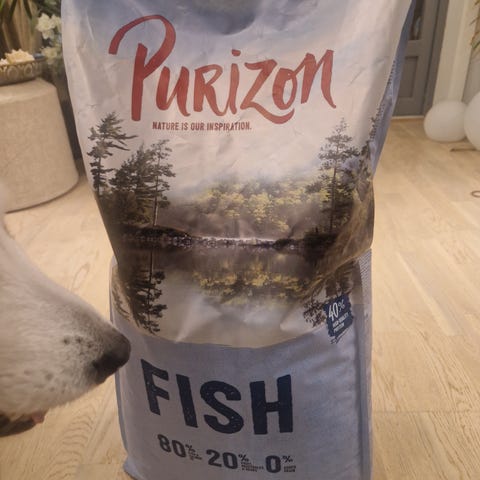 PURIZON
NATURE IS OUR INSPIRATION.
40%
FISH
80% 20% 0%